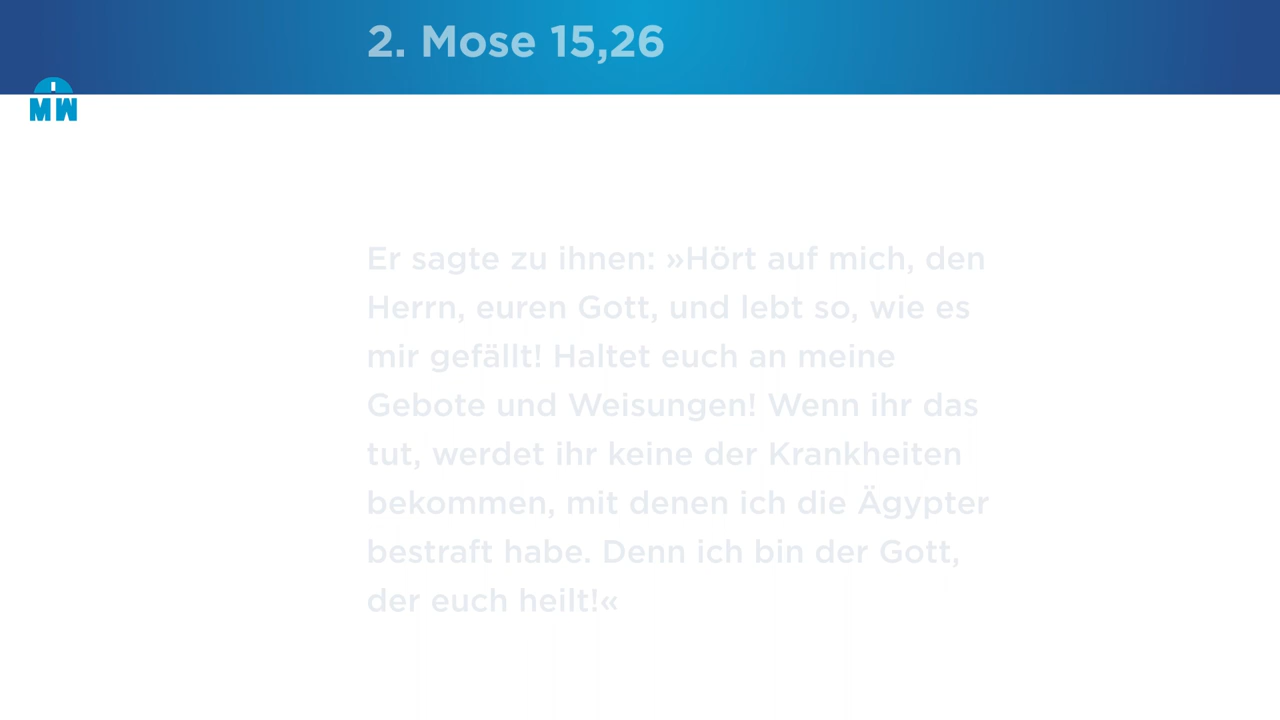 2. Mose 15,26
MW
Er sagte zu ihnen: »Hört auf mich, den
Herrn, euren Gott, und lebt so, wie es
mir gefällt! Haltet euch an meine
Gebote und Weisungen! Wenn ihr das
tut, werdet ihr keine der Krankheiten
bekommen, mit denen ich die Ägypter
bestraft habe. Denn ich bin der Gott,
der euch heilt!«